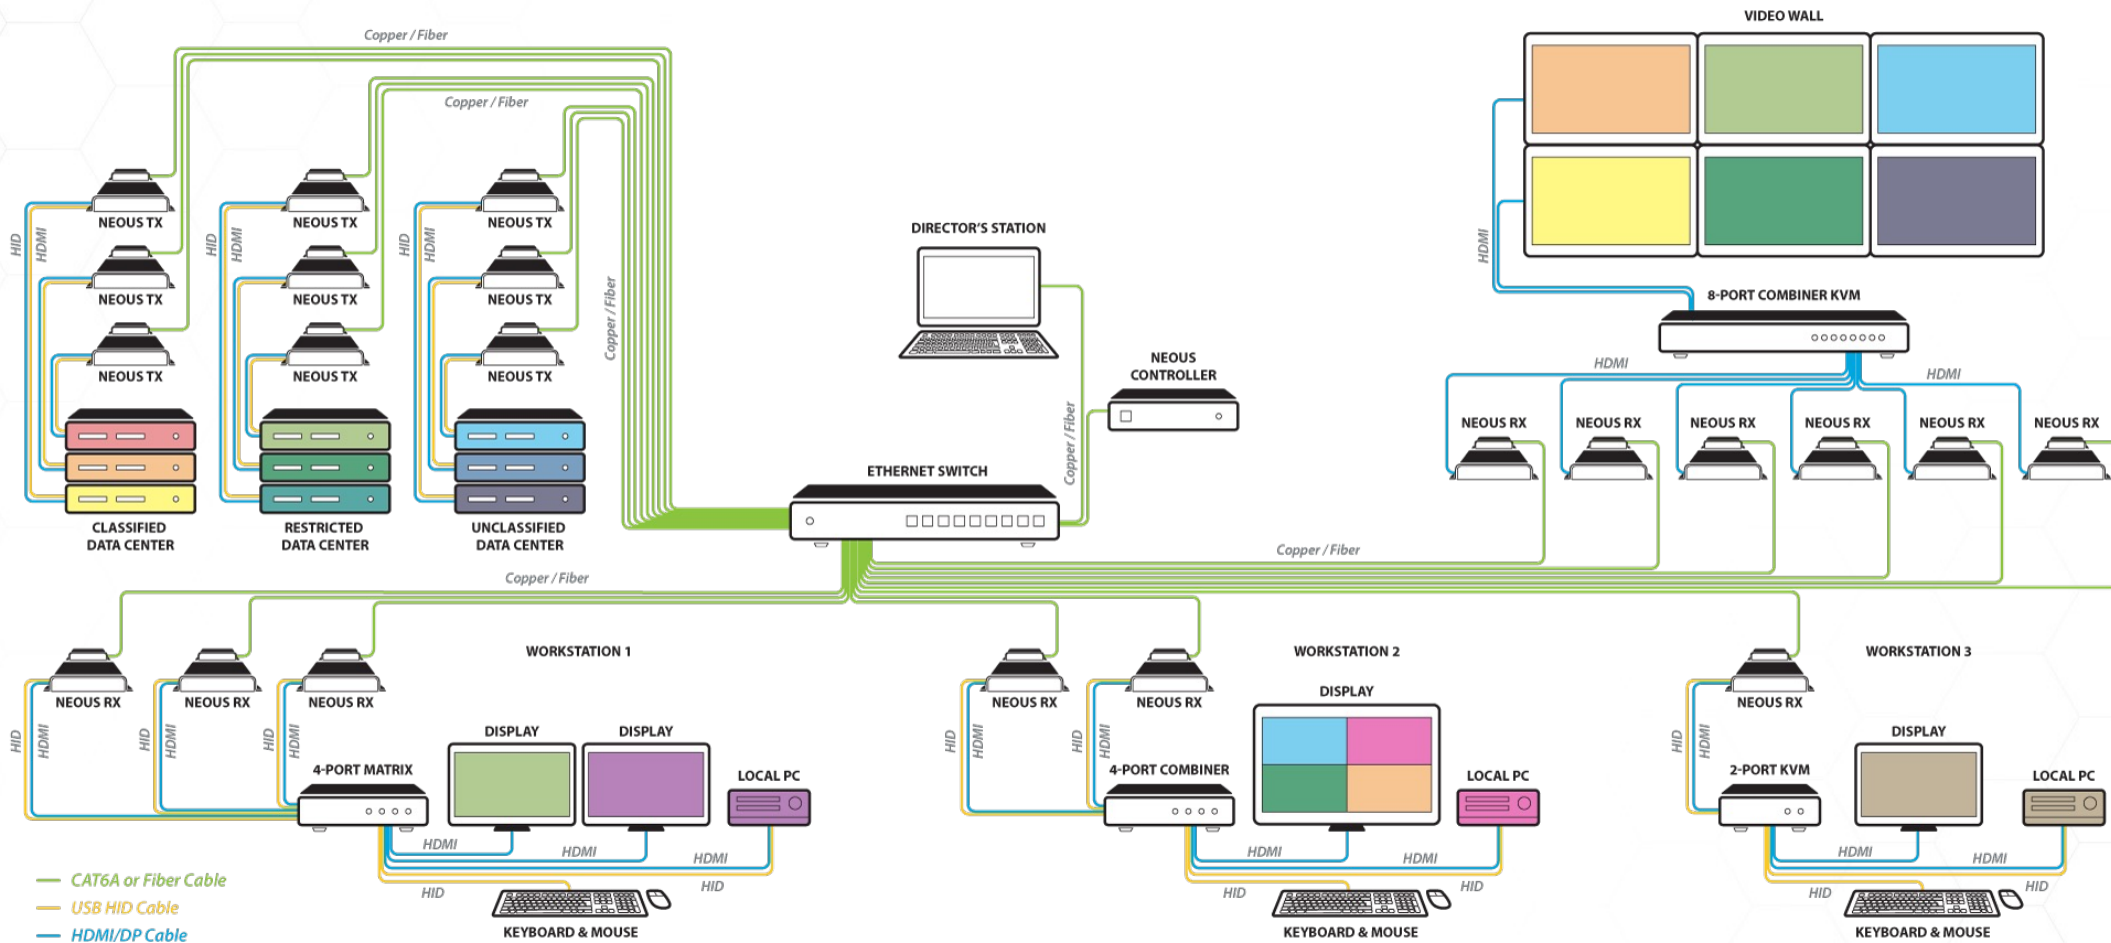 VIDEO WALL
Copper / Fiber
Copper / Fiber
NEOUS TX
NEOUS TX
NEOUS TX
HID
HDMI
HID
HDMI
HID
HDMI
NEOUS TX
NEOUS TX
NEOUS TX
NEOUS TX
NEOUS TX
NEOUS TX
Copper / Fiber
CLASSIFIED
DATA CENTER
RESTRICTED
DATA CENTER
UNCLASSIFIED
DATA CENTER
DIRECTOR'S STATION
NEOUS
CONTROLLER
Copper / Fiber
ETHERNET SWITCH
HDMI
8-PORT COMBINER KVM
HDMI
HDMI
NEOUS RX
NEOUS RX
NEOUS RX
NEOUS RX
NEOUS RX
NEOUS RX
Copper / Fiber
Copper / Fiber
WORKSTATION 1
NEOUS RX
NEOUS RX
NEOUS RX
HID
HDMI
HID
HDMI
HID
HDMI
4-PORT MATRIX
DISPLAY
DISPLAY
LOCAL PC
HDMI
HDMI
HDMI
HID
HID
KEYBOARD & MOUSE
WORKSTATION 2
NEOUS RX
NEOUS RX
HID
HDMI
HID
HDMI
DISPLAY
4-PORT COMBINER
LOCAL PC
HDMI
HDMI
HID
HID
KEYBOARD & MOUSE
WORKSTATION 3
NEOUS RX
HID
HDMI
DISPLAY
2-PORT KVM
LOCAL PC
HDMI
HDMI
HID
HID
KEYBOARD & MOUSE
CAT6A or Fiber Cable
USB HID Cable
HDMI/DP Cable